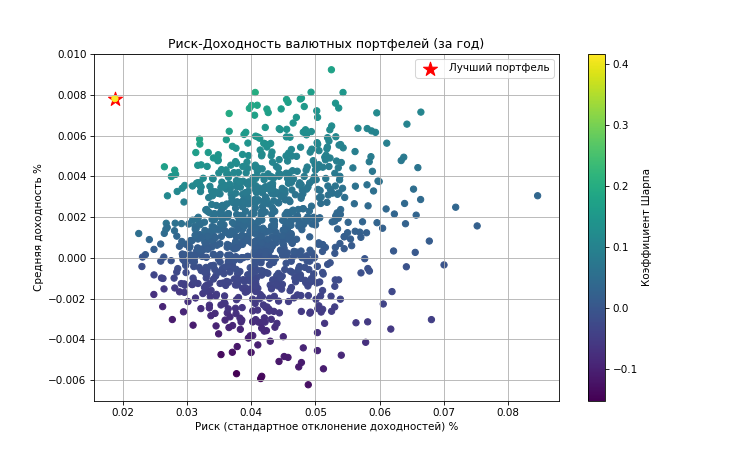 Риск-Доходность валютных портфелей (за год)
Лучший портфель
0.010
0.008
0.006
0.004
0.002
0.000
−0.002
−0.004
−0.006
Средняя доходность %
0.02 0.03 0.04 0.05 0.06 0.07 0.08
Риск (стандартное отклонение доходностей) %
0.4
0.3
0.2
0.1
0.0
−0.1
Коэффициент Шарпа